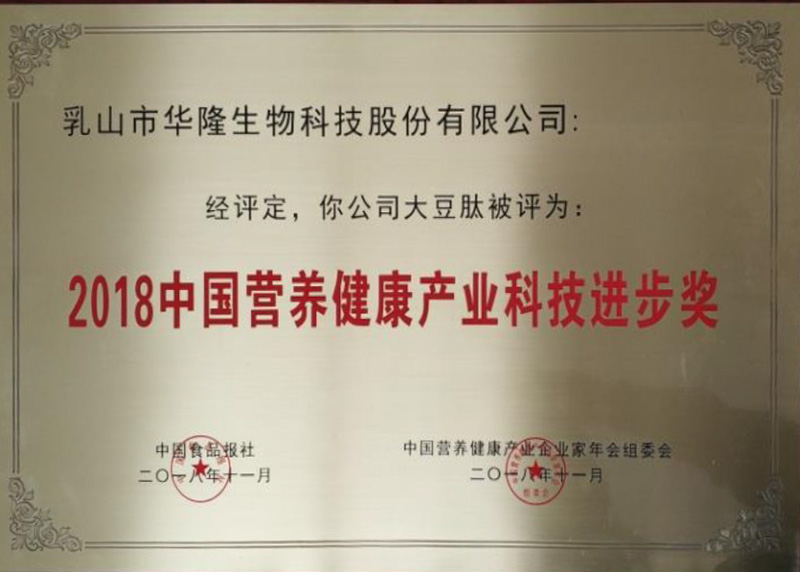 乳山市华隆生物科技股份有限公司:
经评定，你公司大豆肽被评为：
2018中国营养健康产业科技进步奖
中国食品报社
二〇一八年十一月
中国营养健康产业企业家年会组委会
二〇一八年十一月